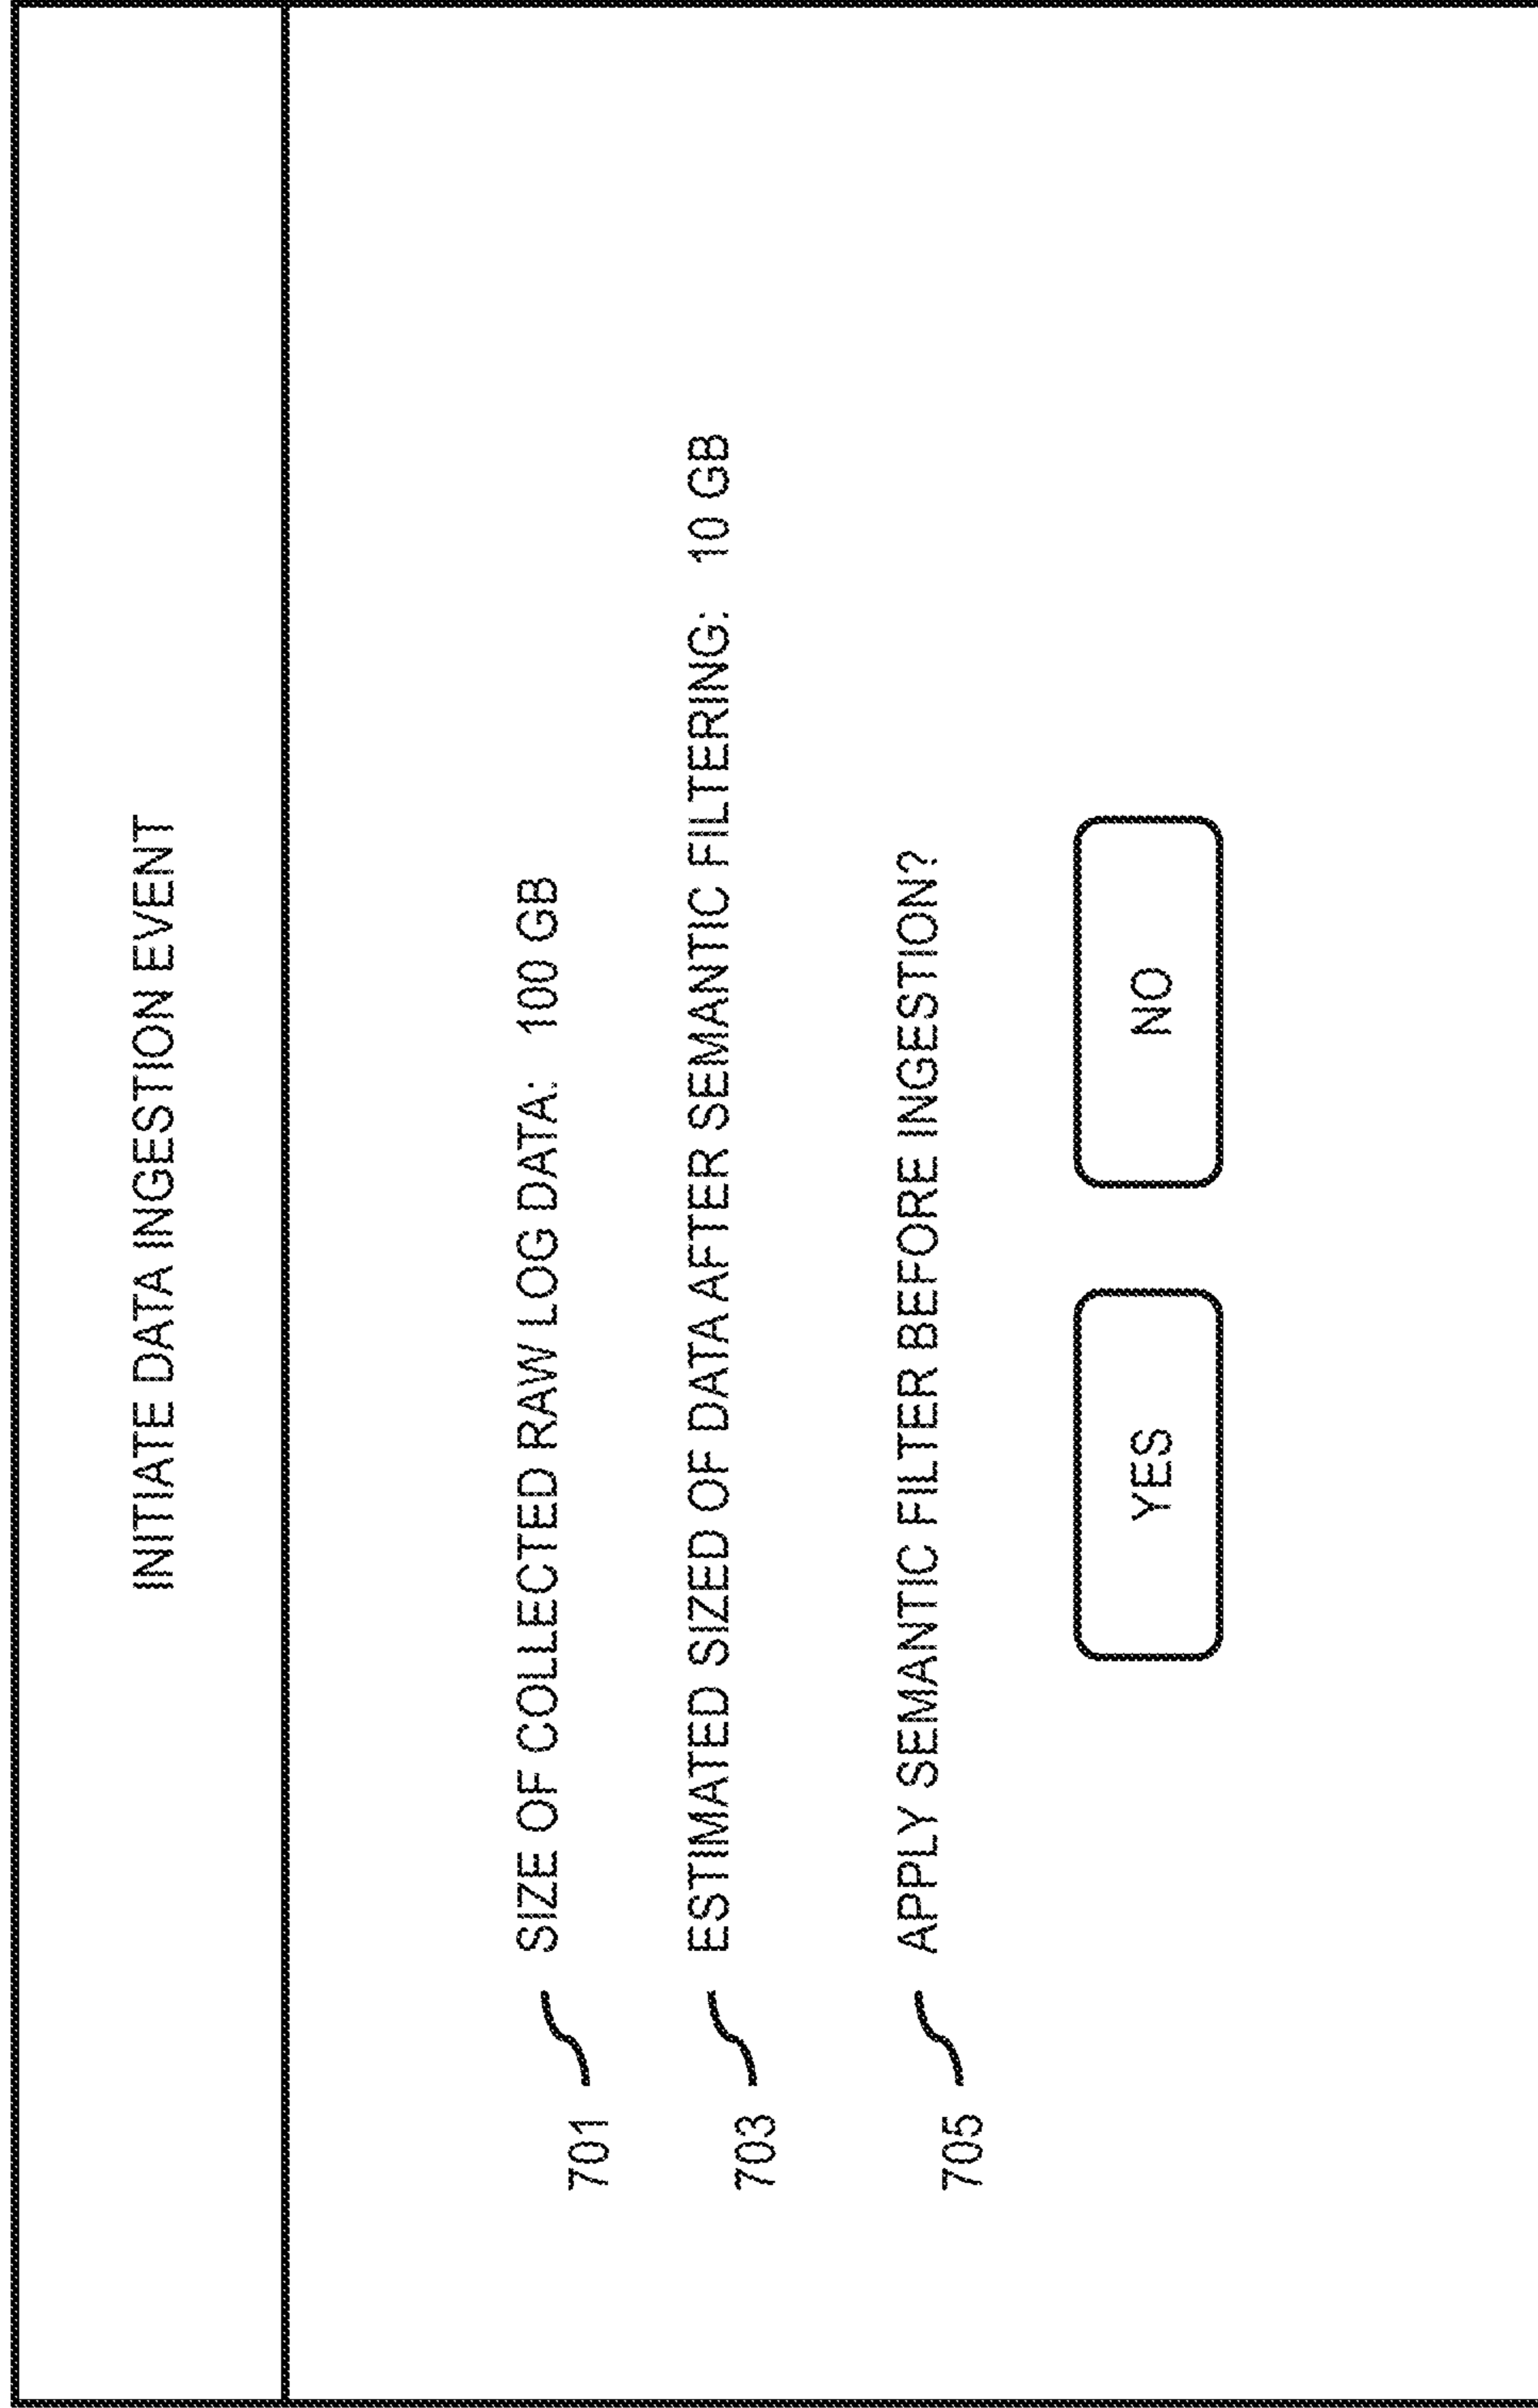 INITIATE DATA INGESTION EVENT
701 SIZE OF COLLECTED RAW LOG DATA: 100 GB
703 ESTIMATED SIZED OF DATA AFTER SEMANTIC FILTERING: 10 GB
705 APPLY SEMANTIC FILTER BEFORE INGESTION?
YES NO